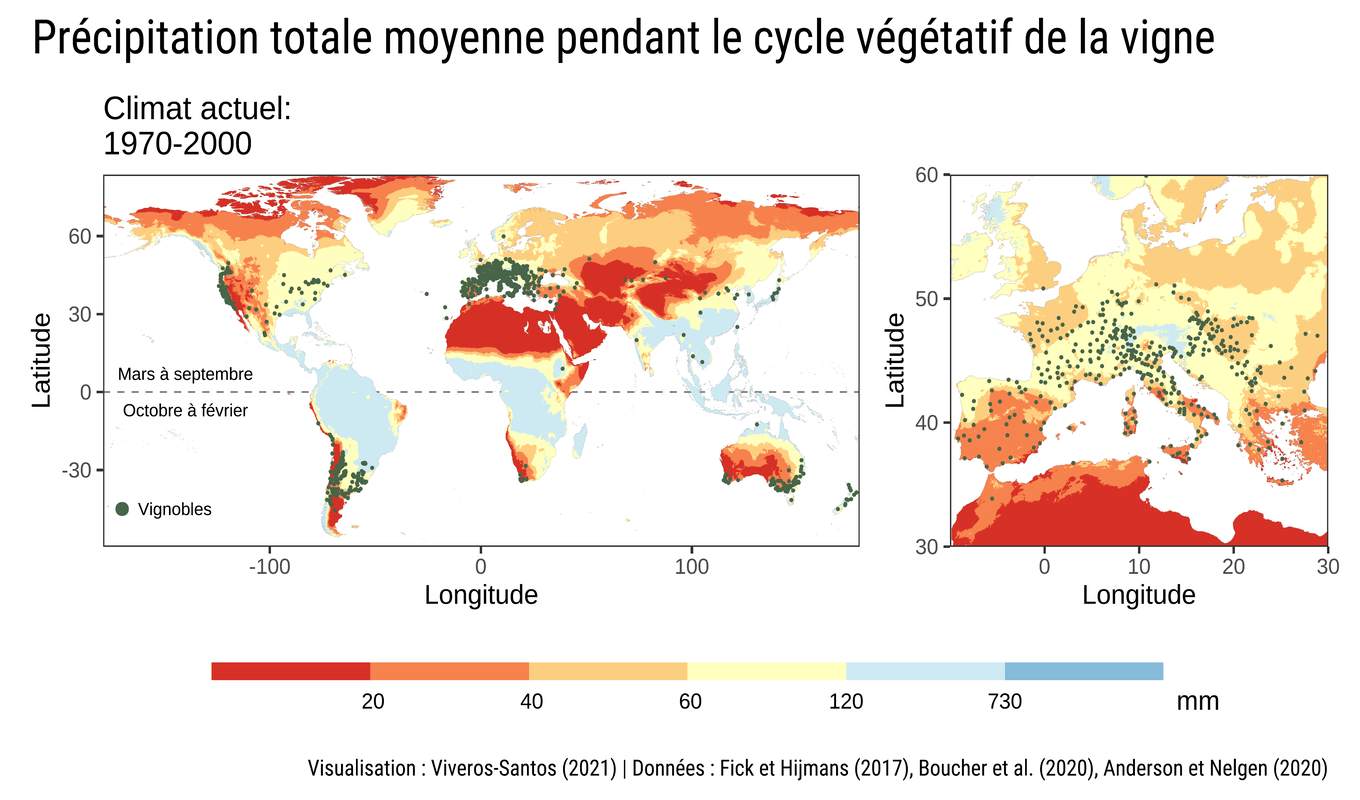 Précipitation totale moyenne pendant le cycle végétatif de la vigne
Climat actuel:
1970-2000
60
30
0
-30
Latitude
Mars à septembre
Octobre à février
Vignobles
-100
0
100
Longitude
60
50
40
30
Latitude
0
10
20
30
Longitude
20
40
60
120
730
mm
Visualisation : Viveros-Santos (2021) | Données : Fick et Hijmans (2017), Boucher et al. (2020), Anderson et Nelgen (2020)